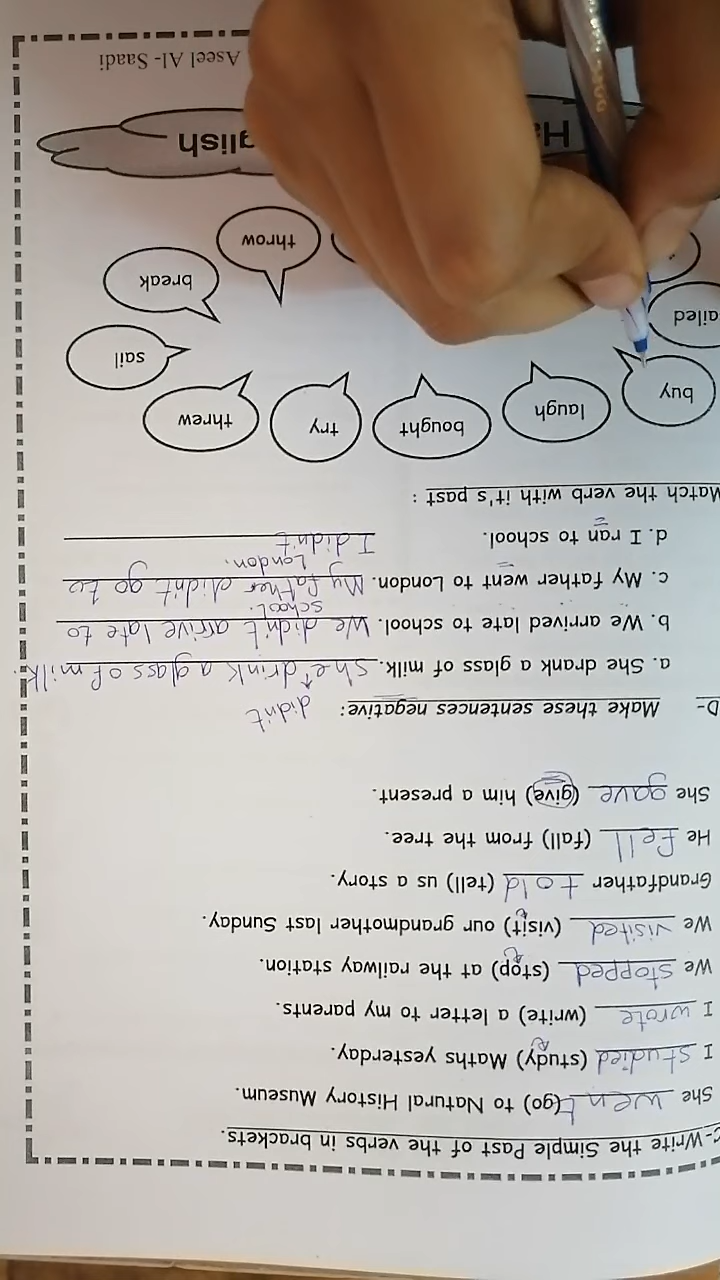 C-Write the Simple Past of the verbs in brackets.
She went (go) to Natural History Museum.
I studied (study) Maths yesterday.
I wrote (write) a letter to my parents.
We stopped (stop) at the railway station.
We visited (visit) our grandmother last Sunday.
Grandfather told (tell) us a story.
He fell (fall) from the tree.
She gave (give) him a present.
D- Make these sentences negative:
didn't
a. She drank a glass of milk. She drink a glass of milk.
b. We arrived late to school. We didn't arrive late to
school.
c. My father went to London. My father didn't go to
London.
d. I ran to school. I didn't
Match the verb with it's past :
buy laugh bought try threw
ailed sail
break
throw
glish
Aseel Al- Saadi